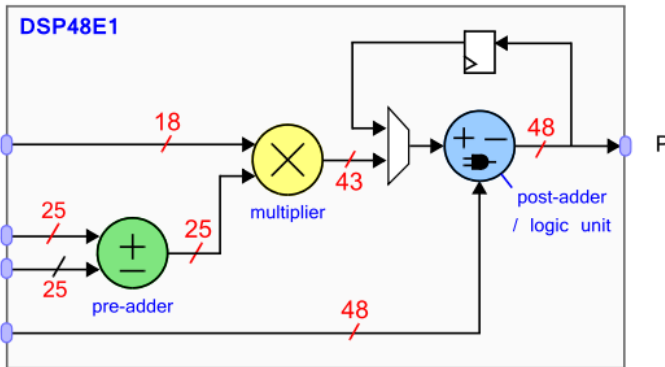 DSP48E1
18
48
P
43
multiplier
post-adder
/ logic unit
25
25
25
pre-adder
48